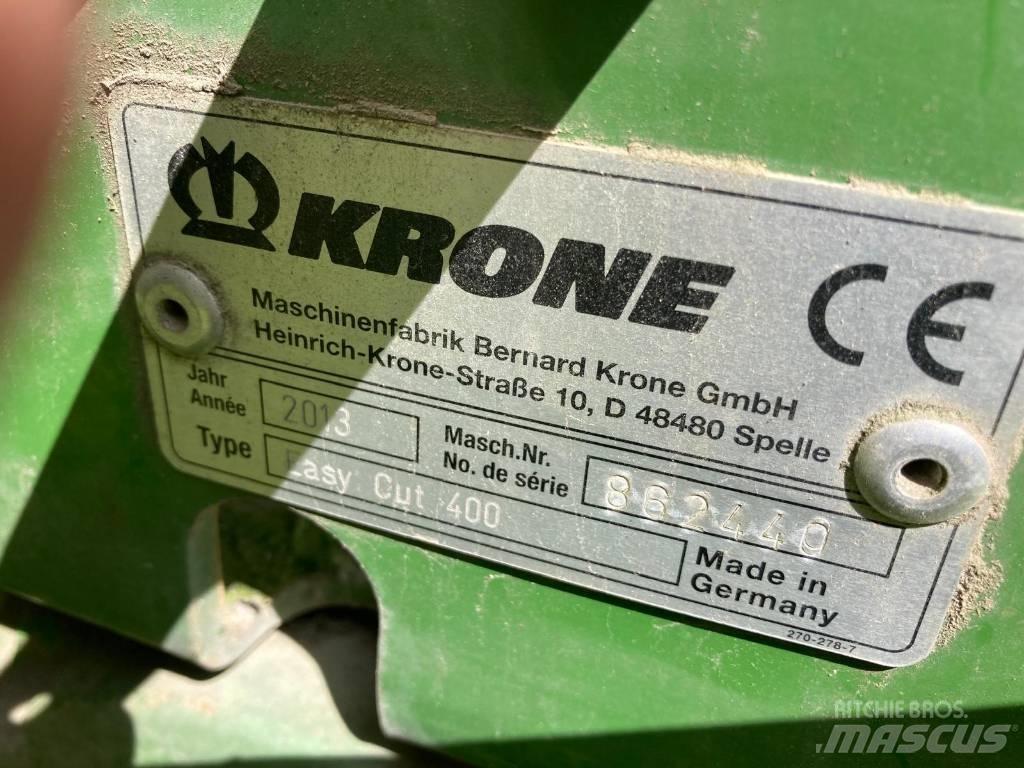 KRONE
CE
Maschinenfabrik Bernard Krone GmbH
Heinrich-Krone-Straße 10, D 48480 Spelle
Jahr
Année
2013
Masch.Nr.
No. de série
862440
Type
Easy Cut 400
Made in
Germany
270-278-7
RITCHIE BROS.
MASCUS